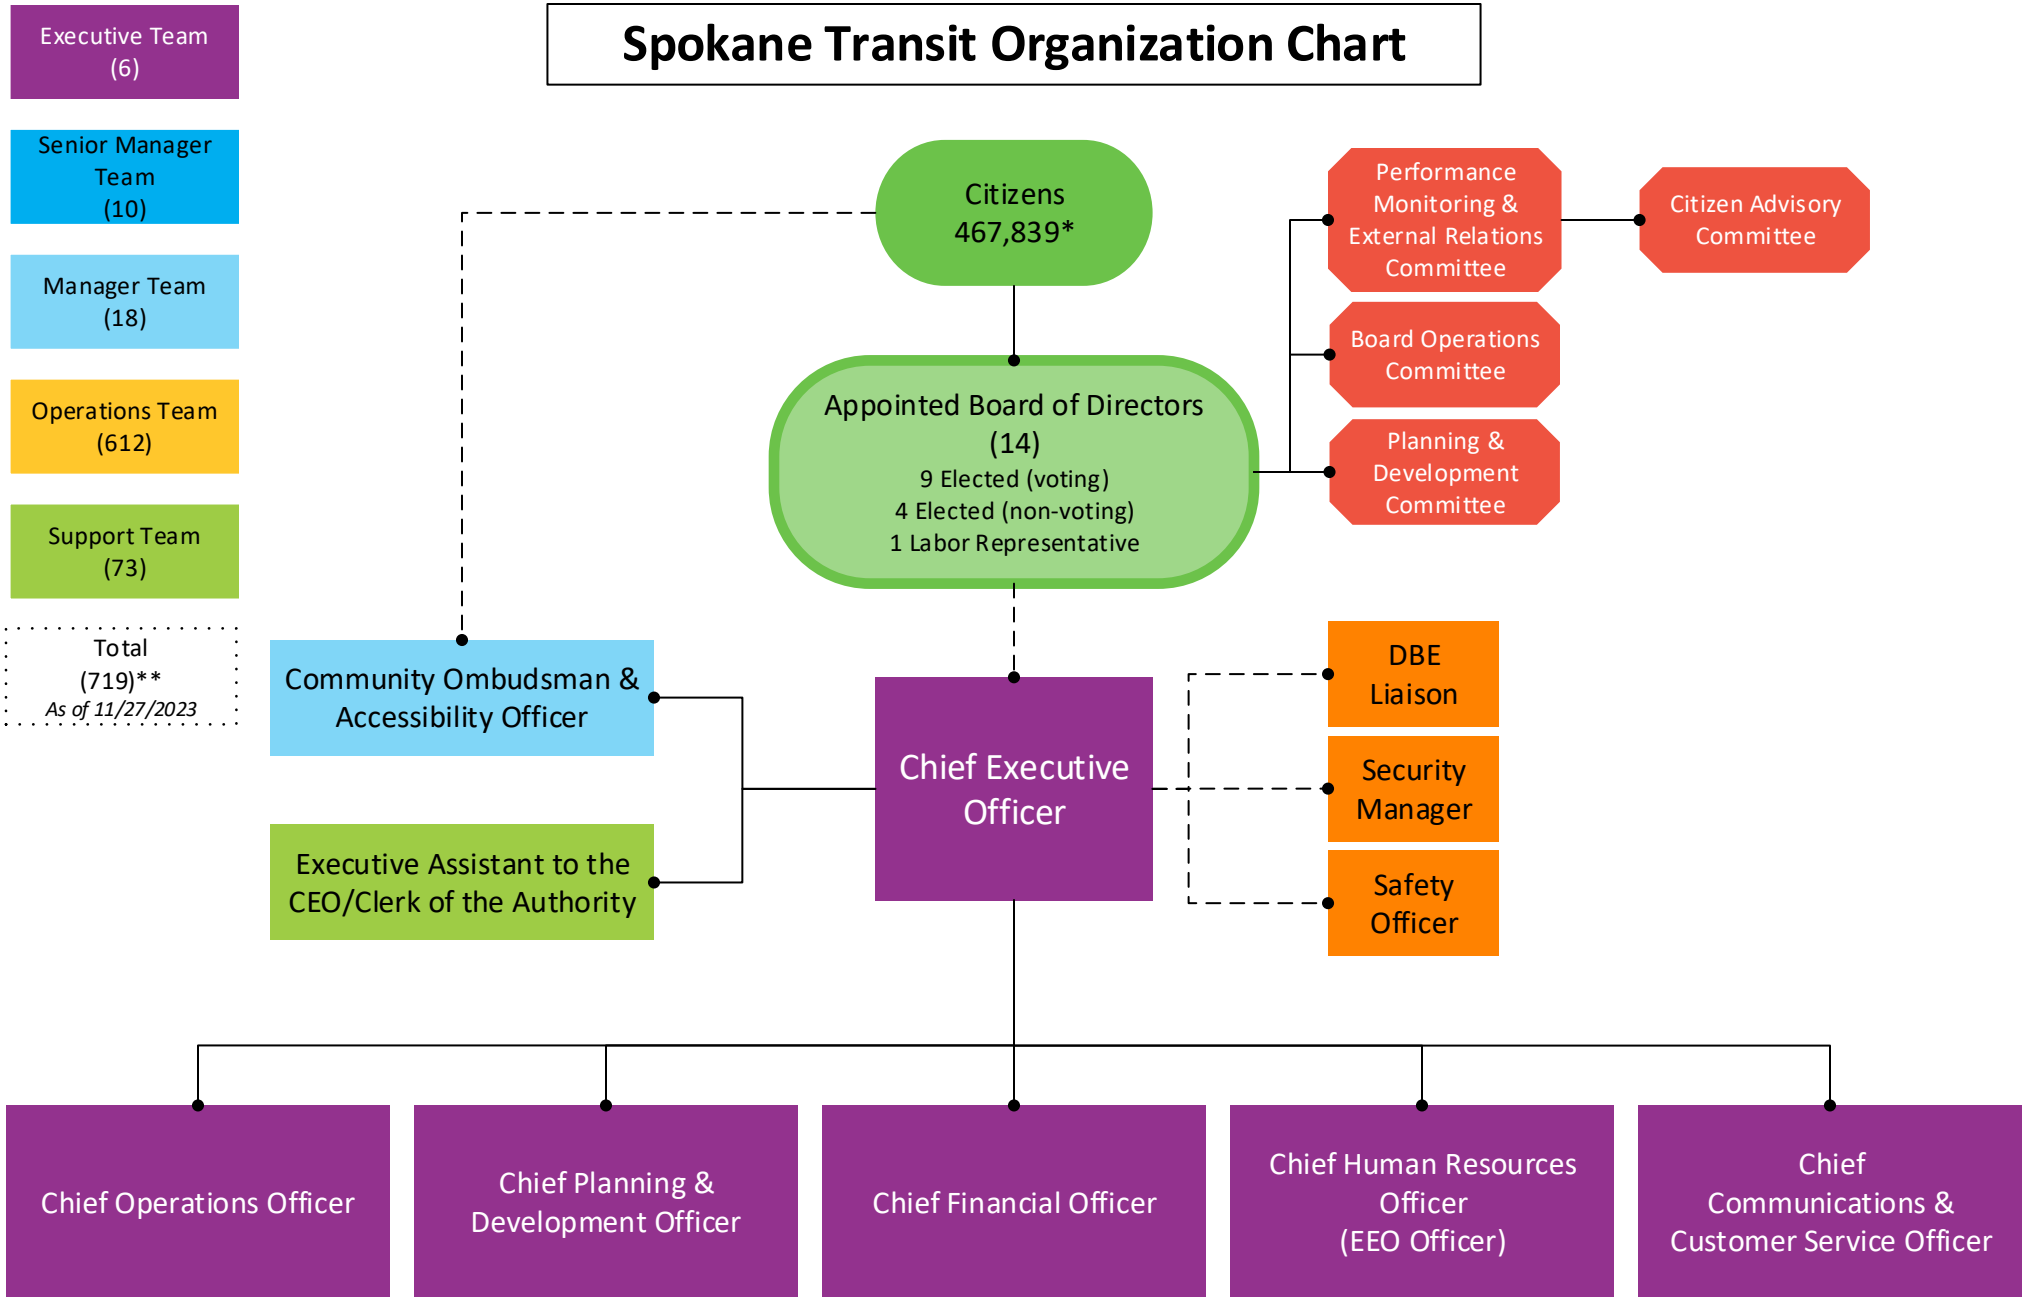 Spokane Transit Organization Chart
Executive Team
(6)
Senior Manager
Team
(10)
Manager Team
(18)
Operations Team
(612)
Support Team
(73)
Total
(719)**
As of 11/27/2023
Citizens
467,839*
Performance
Monitoring &
External Relations
Committee
Citizen Advisory
Committee
Board Operations
Committee
Planning &
Development
Committee
Appointed Board of Directors
(14)
9 Elected (voting)
4 Elected (non-voting)
1 Labor Representative
Community Ombudsman &
Accessibility Officer
Executive Assistant to the
CEO/Clerk of the Authority
Chief Executive
Officer
DBE
Liaison
Security
Manager
Safety
Officer
Chief Operations Officer
Chief Planning &
Development Officer
Chief Financial Officer
Chief Human Resources
Officer
(EEO Officer)
Chief
Communications &
Customer Service Officer